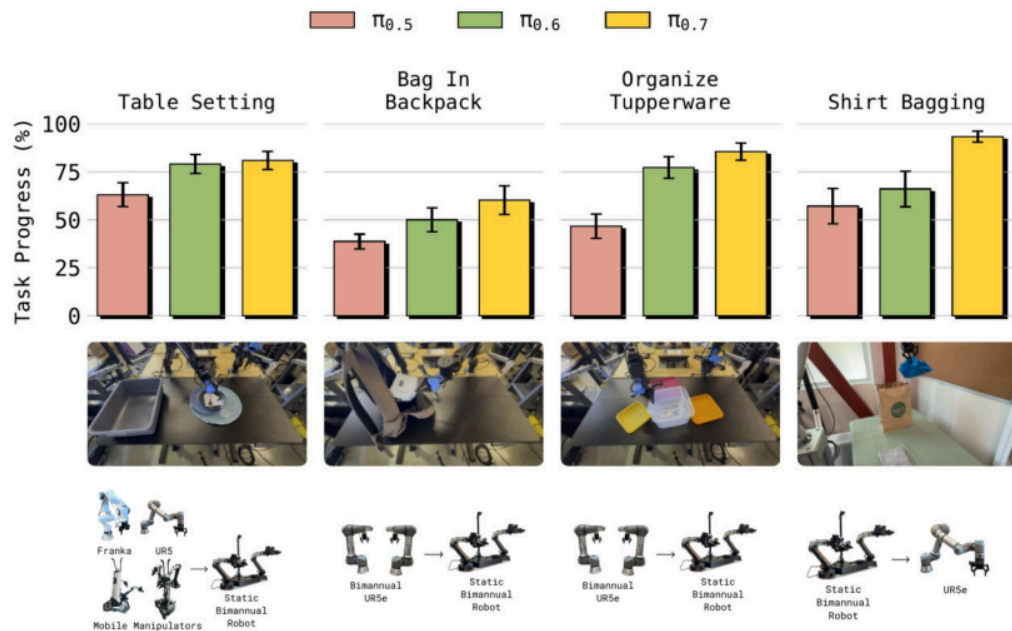 π0.5 π0.6 π0.7
Table Setting
Bag In
Backpack
Organize
Tupperware
Shirt Bagging
Task Progress (%)
100
75
50
25
0
Franka UR5
Mobile Manipulators
Static
Bimanual
Robot
Bimannual
UR5e
Static
Bimanual
Robot
Bimannual
UR5e
Static
Bimanual
Robot
Static
Bimanual
Robot
UR5e